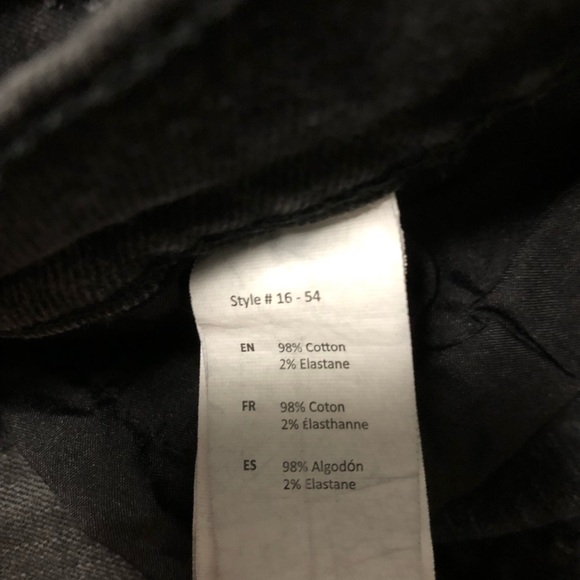 Style # 16 - 54
EN 98% Cotton
2% Elastane
FR 98% Coton
2% Élasthanne
ES 98% Algodón
2% Elastane